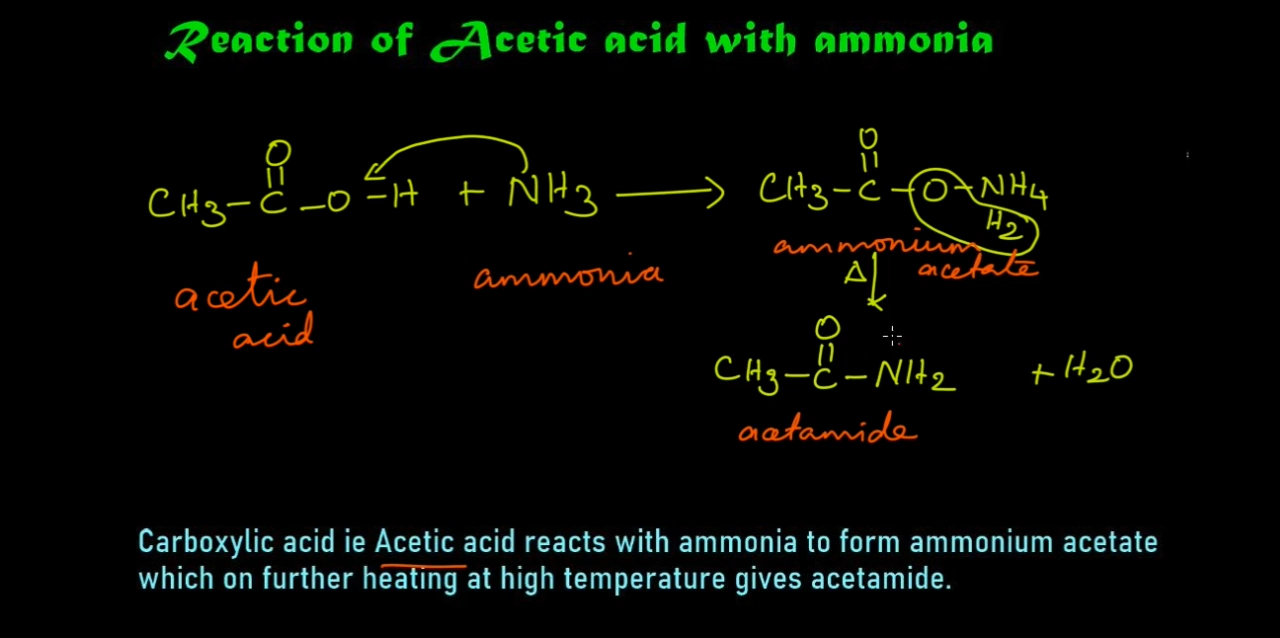 Reaction of Acetic acid with ammonia
O
||
CH3-C-O-H + NH3 → CH3-C-O-NH4
O
||
H2
acetic
acid
ammonia
ammonium
acetate
Δ
O
||
CH3-C-NH2 + H2O
acetamide
Carboxylic acid ie Acetic acid reacts with ammonia to form ammonium acetate
which on further heating at high temperature gives acetamide.